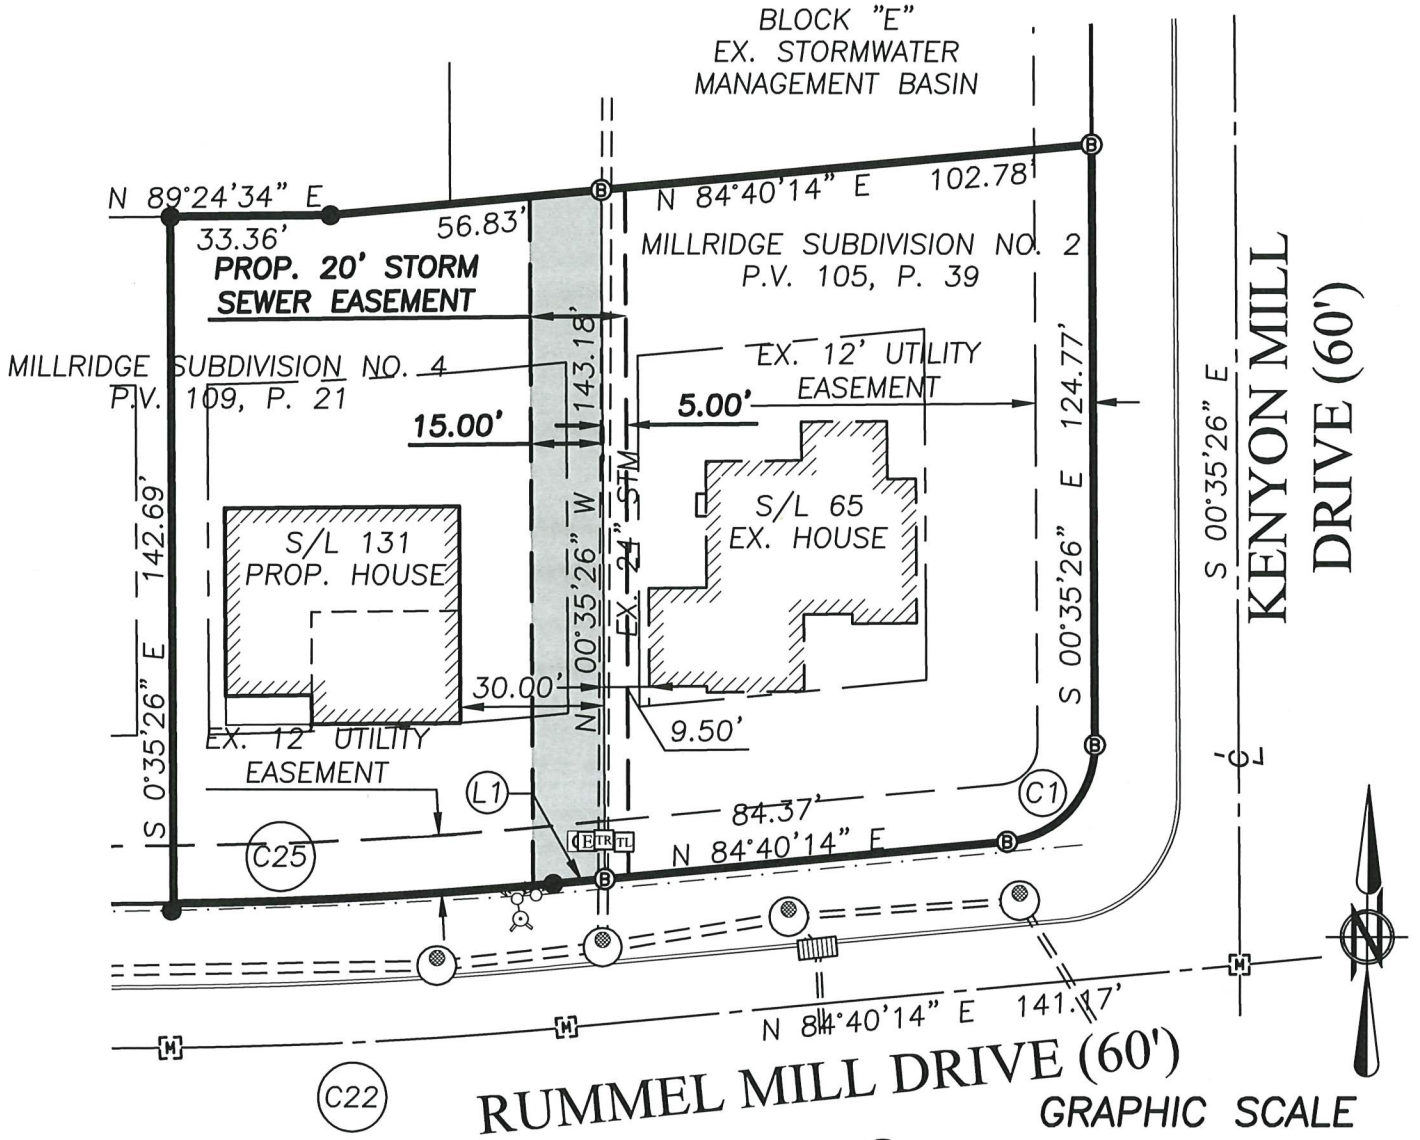 BLOCK "E"
EX. STORMWATER
MANAGEMENT BASIN
N 89°24'34" E
33.36'
56.83'
N 84°40'14" E
102.78'
PROP. 20' STORM
SEWER EASEMENT
MILLRIDGE SUBDIVISION NO. 2
P.V. 105, P. 39
MILLRIDGE SUBDIVISION NO. 4
P.V. 109, P. 21
EX. 12' UTILITY
EASEMENT
15.00'
5.00'
143.18'
N 00°35'26" W
EX. 24" STM
124.77'
S 00°35'26" E
S 00°35'26" E
KENYON MILL
DRIVE (60')
142.69'
S 0°35'26" E
S/L 131
PROP. HOUSE
S/L 65
EX. HOUSE
30.00'
9.50'
EX. 12' UTILITY
EASEMENT
L1
C1
C25
84.37'
N 84°40'14" E
E
TR
TL
B
B
B
B
B
CL
M
M
M
N
N 84°40'14" E 141.17'
C22
RUMMEL MILL DRIVE (60')
GRAPHIC SCALE